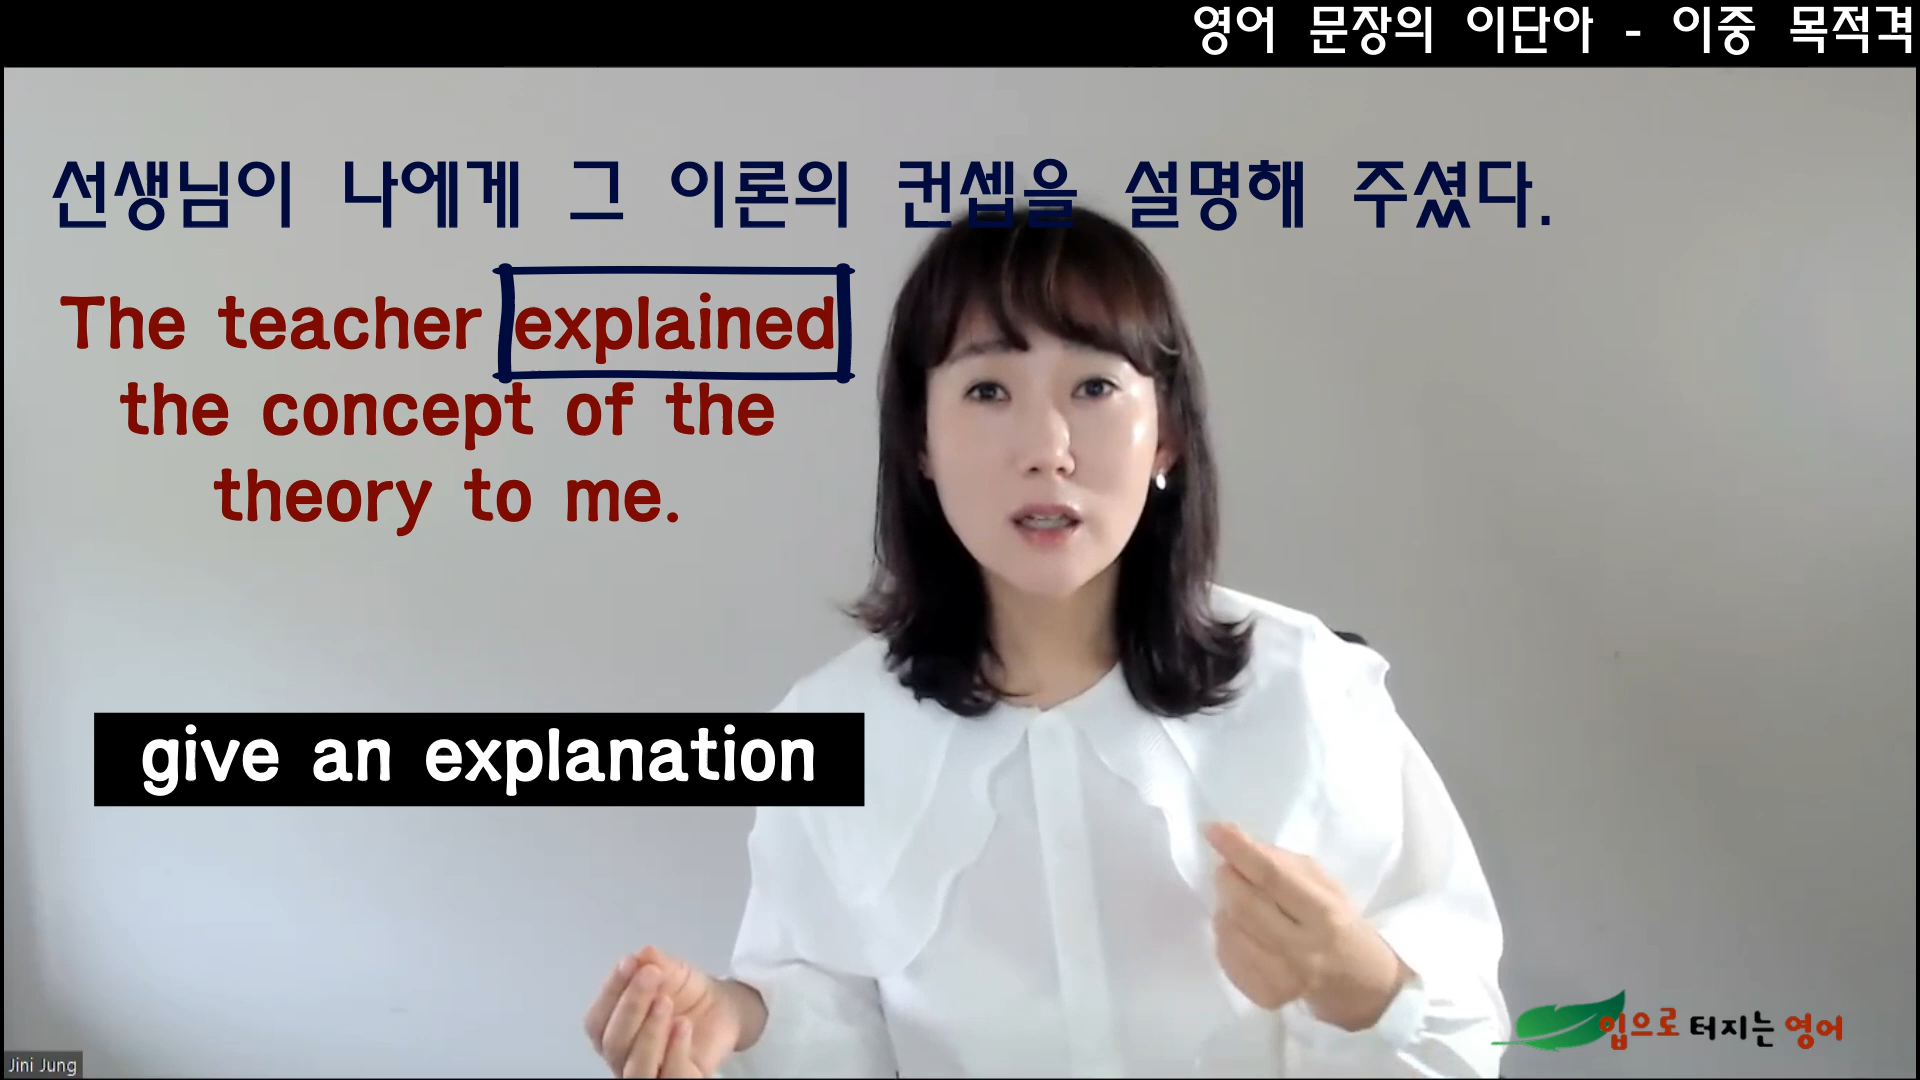 영어 문장의 이단아 - 이중 목적격
선생님이 나에게 그 이론의 컨셉을 설명해 주셨다.
The teacher explained
the concept of the
theory to me.
give an explanation
입으로 터지는 영어
Jini Jung